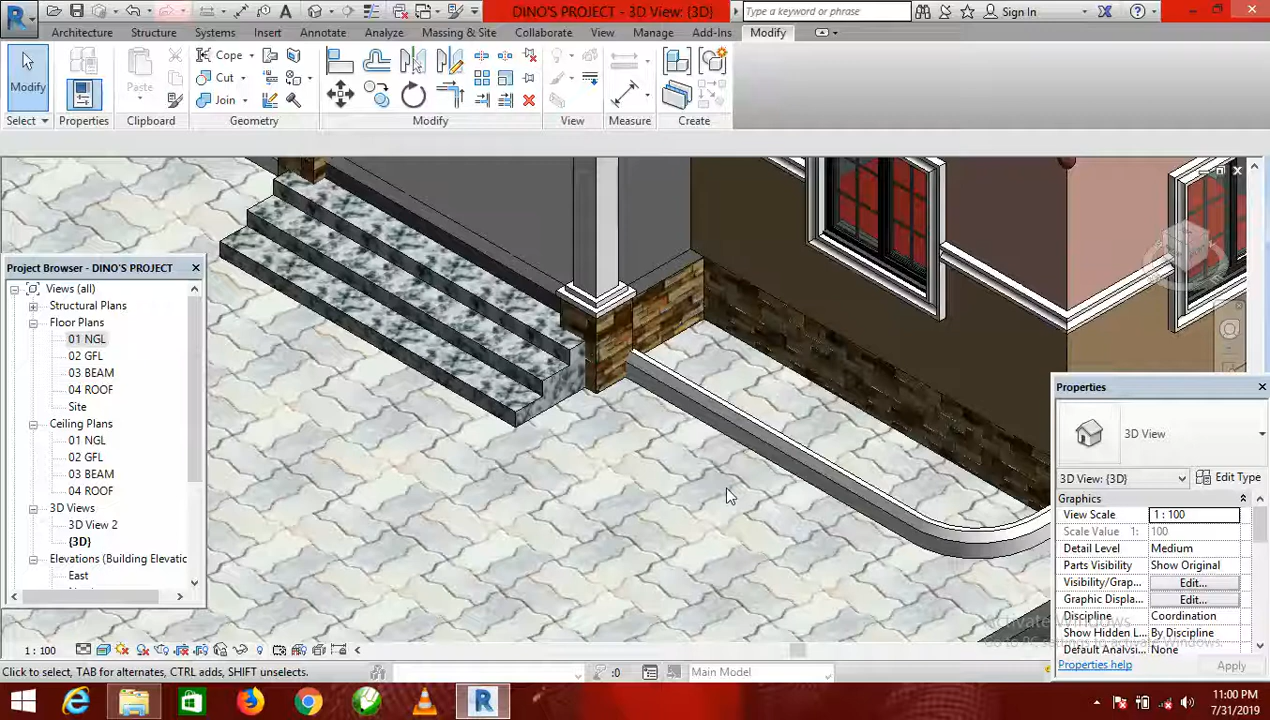 DINO'S PROJECT - 3D View: {3D}
Type a keyword or phrase
Sign In
Architecture
Structure
Systems
Insert
Annotate
Analyze
Massing & Site
Collaborate
View
Manage
Add-Ins
Modify
Modify
Paste
Cope
Cut
Join
Select
Properties
Clipboard
Geometry
Modify
View
Measure
Create
Project Browser - DINO'S PROJECT
Views (all)
Structural Plans
Floor Plans
01 NGL
02 GFL
03 BEAM
04 ROOF
Site
Ceiling Plans
01 NGL
02 GFL
03 BEAM
04 ROOF
3D Views
3D View 2
{3D}
Elevations (Building Elevatic
East
Properties
3D View
3D View: {3D}
Edit Type
Graphics
View Scale
1 : 100
Scale Value 1:
100
Detail Level
Medium
Parts Visibility
Show Original
Visibility/Grap...
Edit...
Graphic Displa...
Edit...
Discipline
Coordination
Show Hidden L...
By Discipline
Default Analysi...
None
Activate Windows
Properties help
Apply
1 : 100
Click to select, TAB for alternates, CTRL adds, SHIFT unselects.
:0
Main Model
11:00 PM
7/31/2019